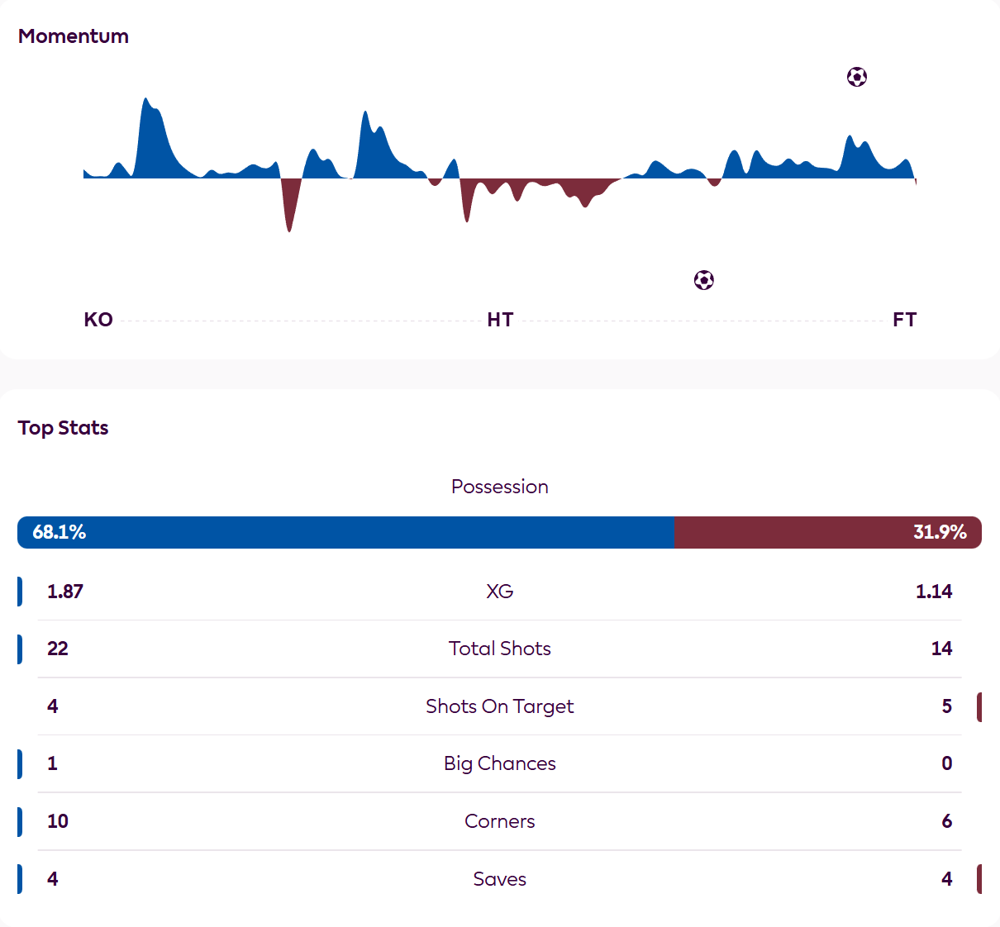 Momentum
KO HT FT
Top Stats
Possession
68.1% 31.9%
1.87 XG 1.14
22 Total Shots 14
4 Shots On Target 5
1 Big Chances 0
10 Corners 6
4 Saves 4